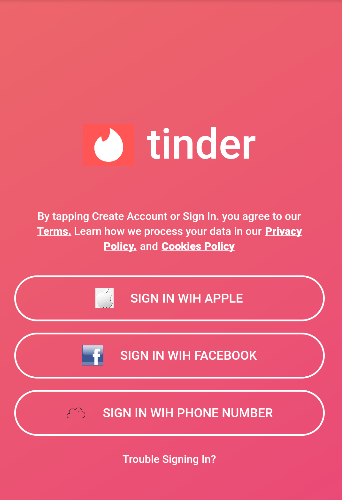 tinder
By tapping Create Account or Sign In. you agree to our
Terms. Learn how we process your data in our Privacy
Policy. and Cookies Policy
SIGN IN WIH APPLE
SIGN IN WIH FACEBOOK
SIGN IN WIH PHONE NUMBER
Trouble Signing In?